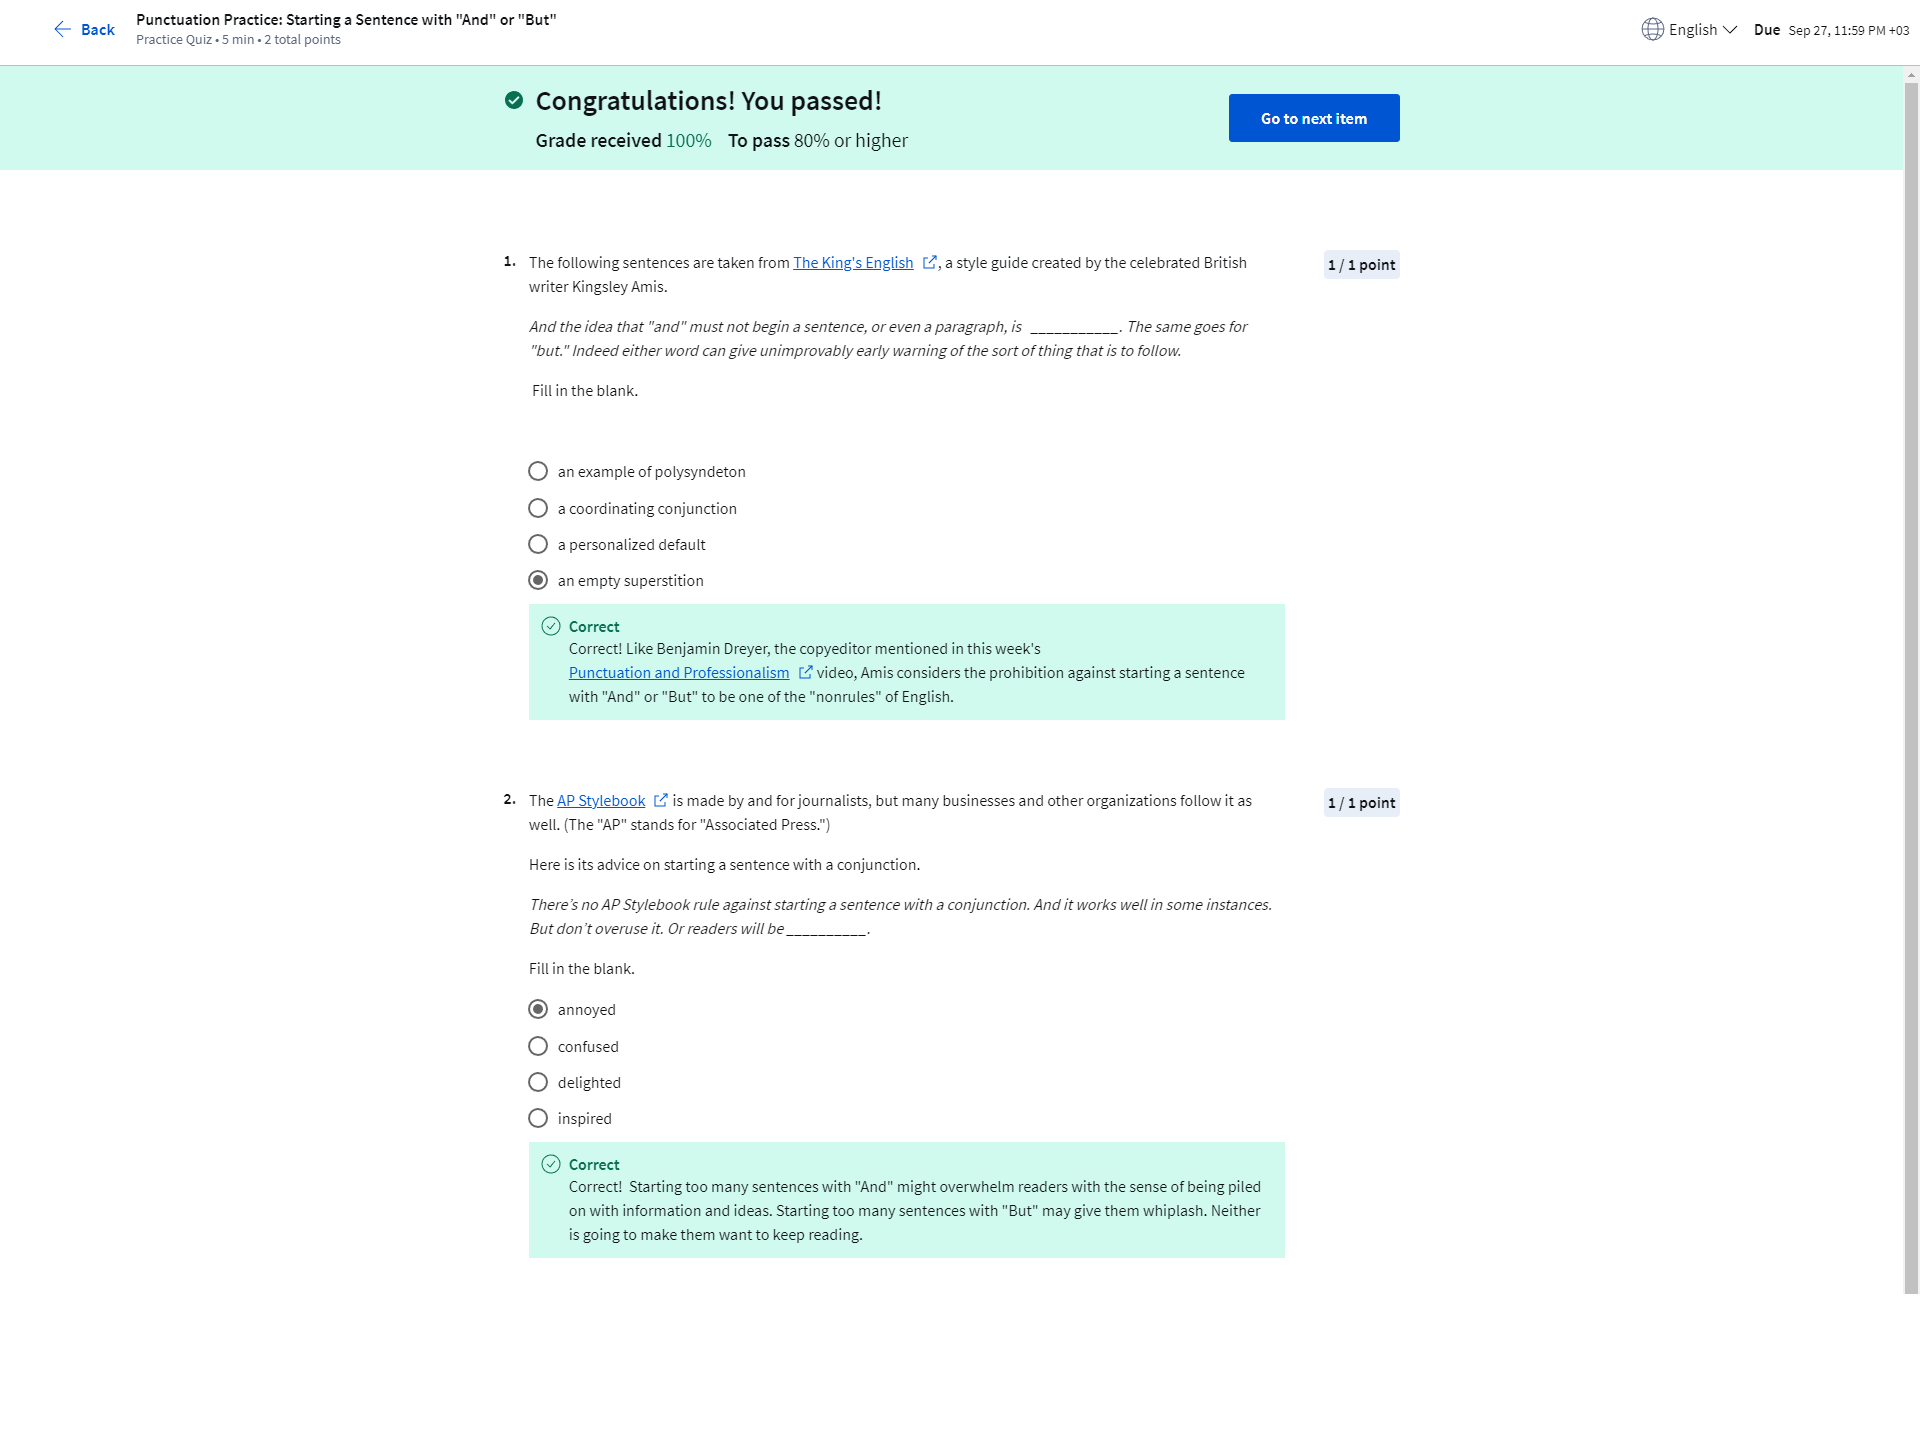 Back
Punctuation Practice: Starting a Sentence with "And" or "But"
Practice Quiz • 5 min • 2 total points
English
Due Sep 27, 11:59 PM +03
Congratulations! You passed!
Grade received 100% To pass 80% or higher
Go to next item
1. The following sentences are taken from The King's English , a style guide created by the celebrated British
writer Kingsley Amis.
1 / 1 point
And the idea that "and" must not begin a sentence, or even a paragraph, is ___________. The same goes for
"but." Indeed either word can give unimprovably early warning of the sort of thing that is to follow.
Fill in the blank.
an example of polysyndeton
a coordinating conjunction
a personalized default
an empty superstition
Correct
Correct! Like Benjamin Dreyer, the copyeditor mentioned in this week's
Punctuation and Professionalism video, Amis considers the prohibition against starting a sentence
with "And" or "But" to be one of the "nonrules" of English.
2. The AP Stylebook is made by and for journalists, but many businesses and other organizations follow it as
well. (The "AP" stands for "Associated Press.")
1 / 1 point
Here is its advice on starting a sentence with a conjunction.
There's no AP Stylebook rule against starting a sentence with a conjunction. And it works well in some instances.
But don't overuse it. Or readers will be __________.
Fill in the blank.
annoyed
confused
delighted
inspired
Correct
Correct! Starting too many sentences with "And" might overwhelm readers with the sense of being piled
on with information and ideas. Starting too many sentences with "But" may give them whiplash. Neither
is going to make them want to keep reading.